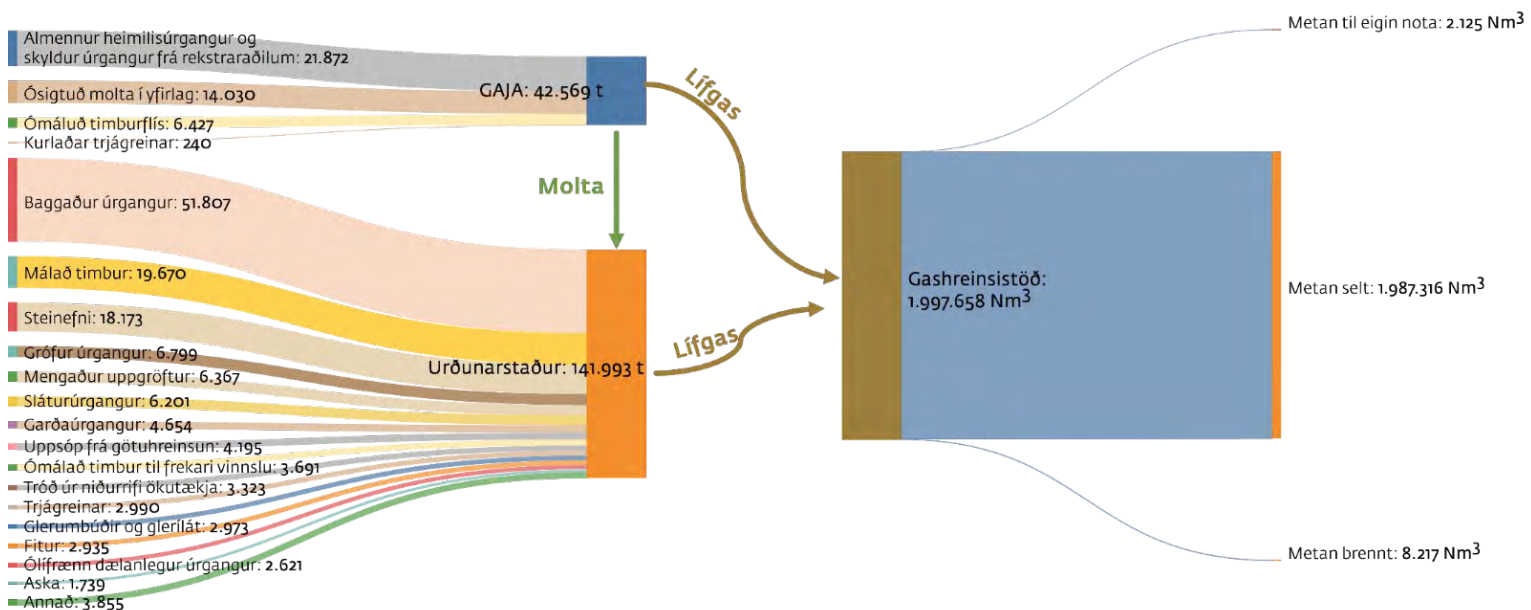 Almennur heimilisúrgangur og
skyldur úrgangur frá rekstraraðilum: 21.872
Ósigtuð molta í yfirlag: 14.030
Ómáluð timburflís: 6.427
Kurlaðar trjágreinar: 240
GAJA: 42.569 t
Baggaður úrgangur: 51.807
Málað timbur: 19.670
Steinefni: 18.173
Grófur úrgangur: 6.799
Mengaður uppgröftur: 6.367
Sláturúrgangur: 6.201
Garðaúrgangur: 4.654
Uppsóp frá götuhreinsun: 4.195
Ómálað timbur til frekari vinnslu: 3.691
Tróð úr niðurrifi ökutækja: 3.323
Trjágreinar: 2.990
Glerumbúðir og glerílát: 2.973
Fitur: 2.935
Ólífrænn dælanlegur úrgangur: 2.621
Aska: 1.739
Annað: 3.855
Urðunarstaður: 141.993 t
Molta
Lífgas
Lífgas
Gashreinsistöð:
1.997.658 Nm³
Metan til eigin nota: 2.125 Nm³
Metan selt: 1.987.316 Nm³
Metan brennt: 8.217 Nm³